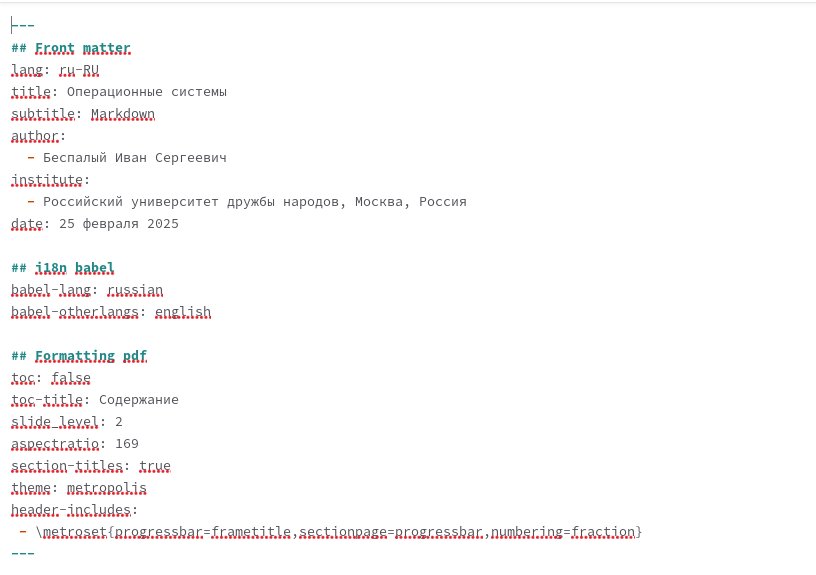 ---
## Front matter
lang: ru-RU
title: Операционные системы
subtitle: Markdown
author:
  - Беспалый Иван Сергеевич
institute:
  - Российский университет дружбы народов, Москва, Россия
date: 25 февраля 2025

## i18n babel
babel-lang: russian
babel-otherlangs: english

## Formatting pdf
toc: false
toc-title: Содержание
slide_level: 2
aspectratio: 169
section-titles: true
theme: metropolis
header-includes:
 - \metroset{progressbar=frametitle,sectionpage=progressbar,numbering=fraction}
---